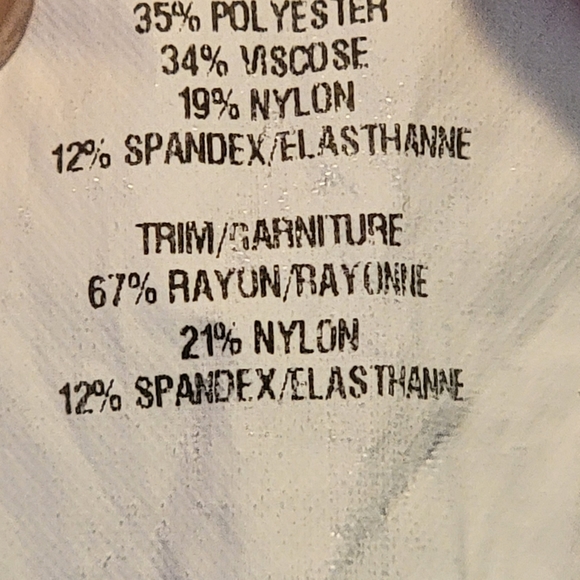 35% POLYESTER
34% VISCOSE
19% NYLON
12% SPANDEX/ELASTHANNE
TRIM/GARNITURE
67% RAYON/RAYONNE
21% NYLON
12% SPANDEX/ELASTHANNE